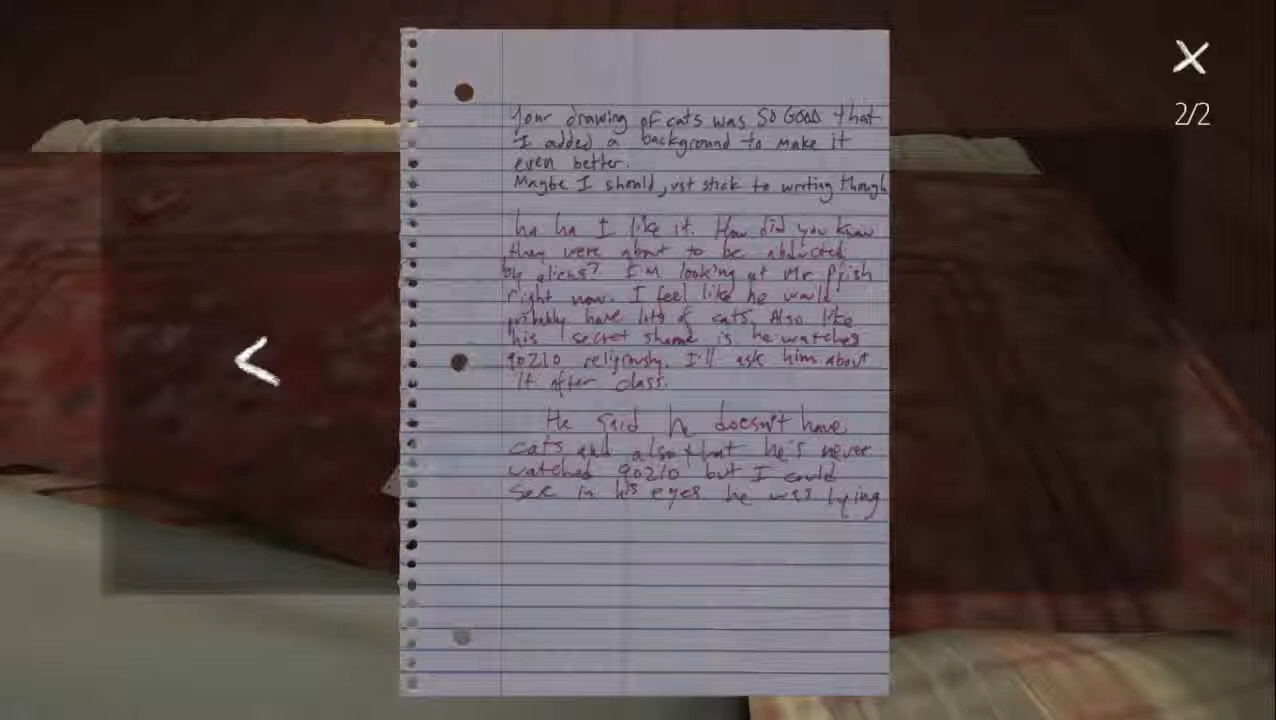 2/2
Your drawing of cats was SO GOOD that
I added a background to make it
even better.
Maybe I should just stick to writing though
ha ha I like it. How did you know
they were about to be abducted
by aliens? I'm looking at Mr
right now. I feel like he would
probably have lots of cats. Also like
his secret shame is he watches
90210 religiously. I'll ask him about
it after class.
He said he doesn't have
cats and also that he's never
watched 90210 but I could
see in his eyes he was lying